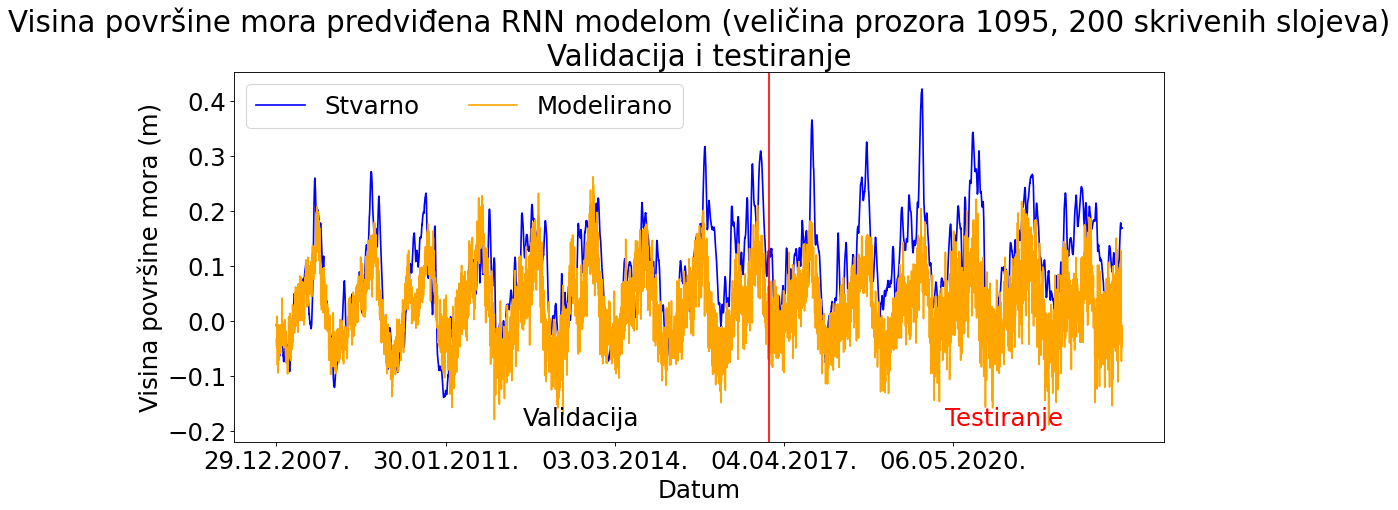 Visina površine mora predviđena RNN modelom (veličina prozora 1095, 200 skrivenih slojeva)
Validacija i testiranje
Stvarno
Modelirano
Visina površine mora (m)
0.4
0.3
0.2
0.1
0.0
−0.1
−0.2
Validacija
Testiranje
29.12.2007.
30.01.2011.
03.03.2014.
04.04.2017.
06.05.2020.
Datum